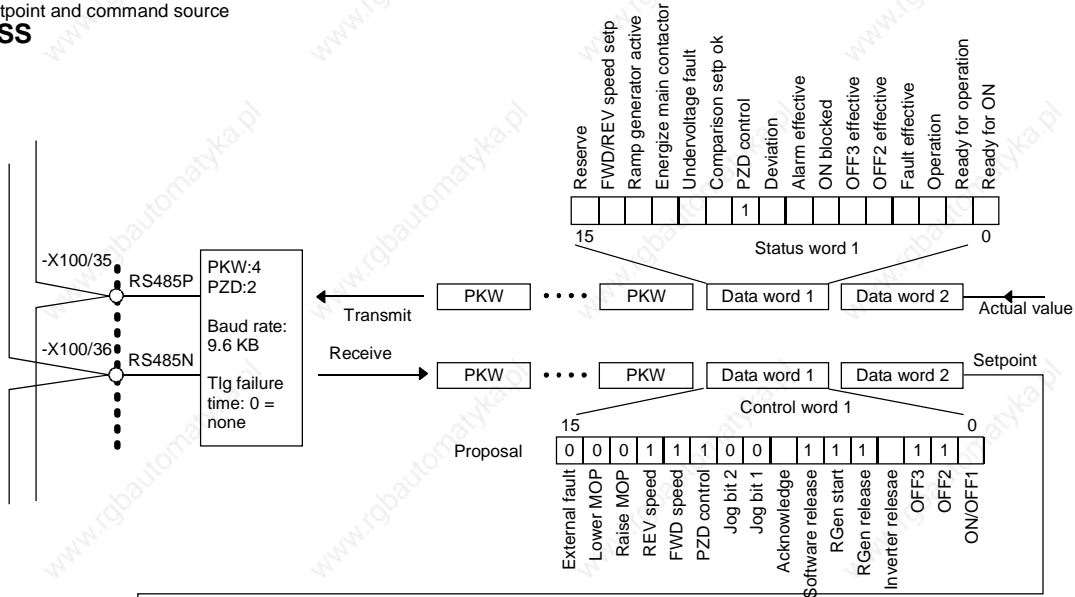 tpoint and command source
SS
Reserve
FWD/REV speed setp
Ramp generator active
Energize main contactor
Undervoltage fault
Comparison setp ok
PZD control
Deviation
Alarm effective
ON blocked
OFF3 effective
OFF2 effective
Fault effective
Operation
Ready for operation
Ready for ON
1
15
Status word 1
0
-X100/35
RS485P
-X100/36
RS485N
PKW:4
PZD:2
Baud rate:
9.6 KB
Tlg failure
time: 0 =
none
Transmit
PKW
PKW
Data word 1
Data word 2
Actual value
Receive
PKW
PKW
Data word 1
Data word 2
Setpoint
Control word 1
15
0
Proposal
0 0 0 1 1 1 0 0 1 1 1 1 1
External fault
Lower MOP
Raise MOP
REV speed
FWD speed
PZD control
Jog bit 2
Jog bit 1
Acknowledge
Software release
RGen start
RGen release
Inverter relesae
OFF3
OFF2
ON/OFF1
www.rgbautomatyka.pl